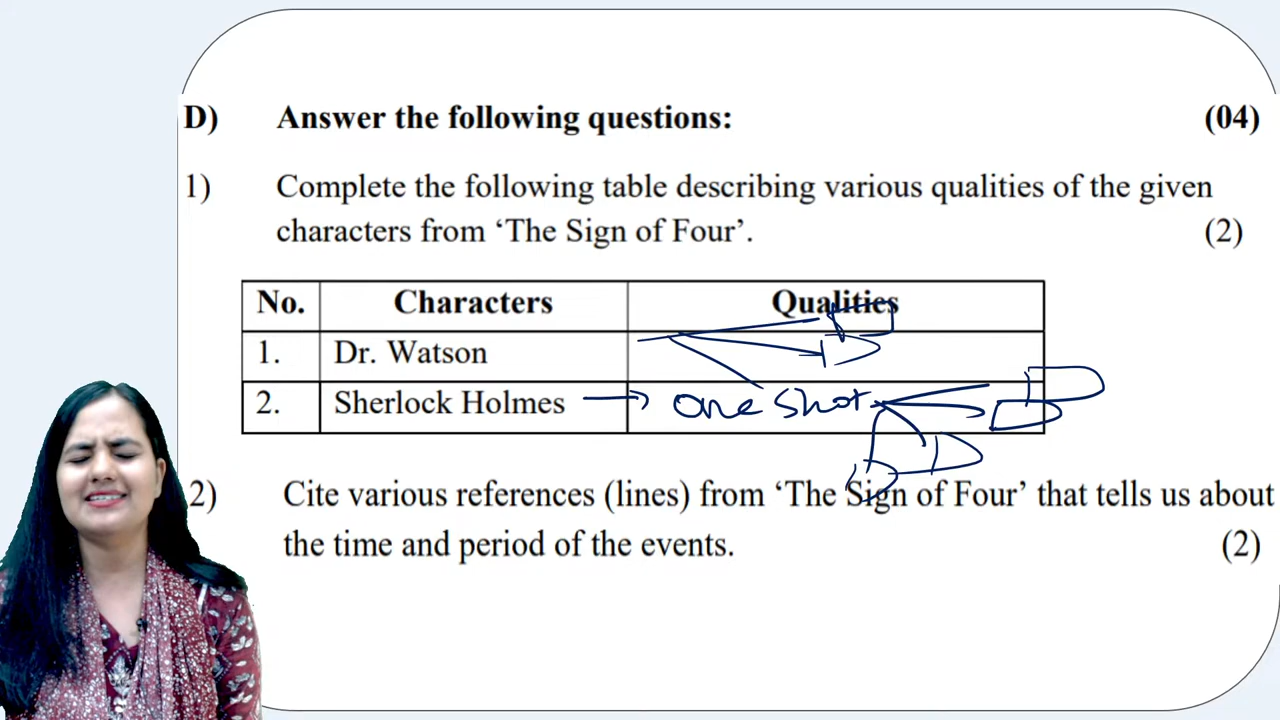 D) Answer the following questions: (04)
1) Complete the following table describing various qualities of the given
characters from ‘The Sign of Four’. (2)
No. Characters Qualities
1. Dr. Watson
2. Sherlock Holmes one shot
2) Cite various references (lines) from ‘The Sign of Four’ that tells us about
the time and period of the events. (2)